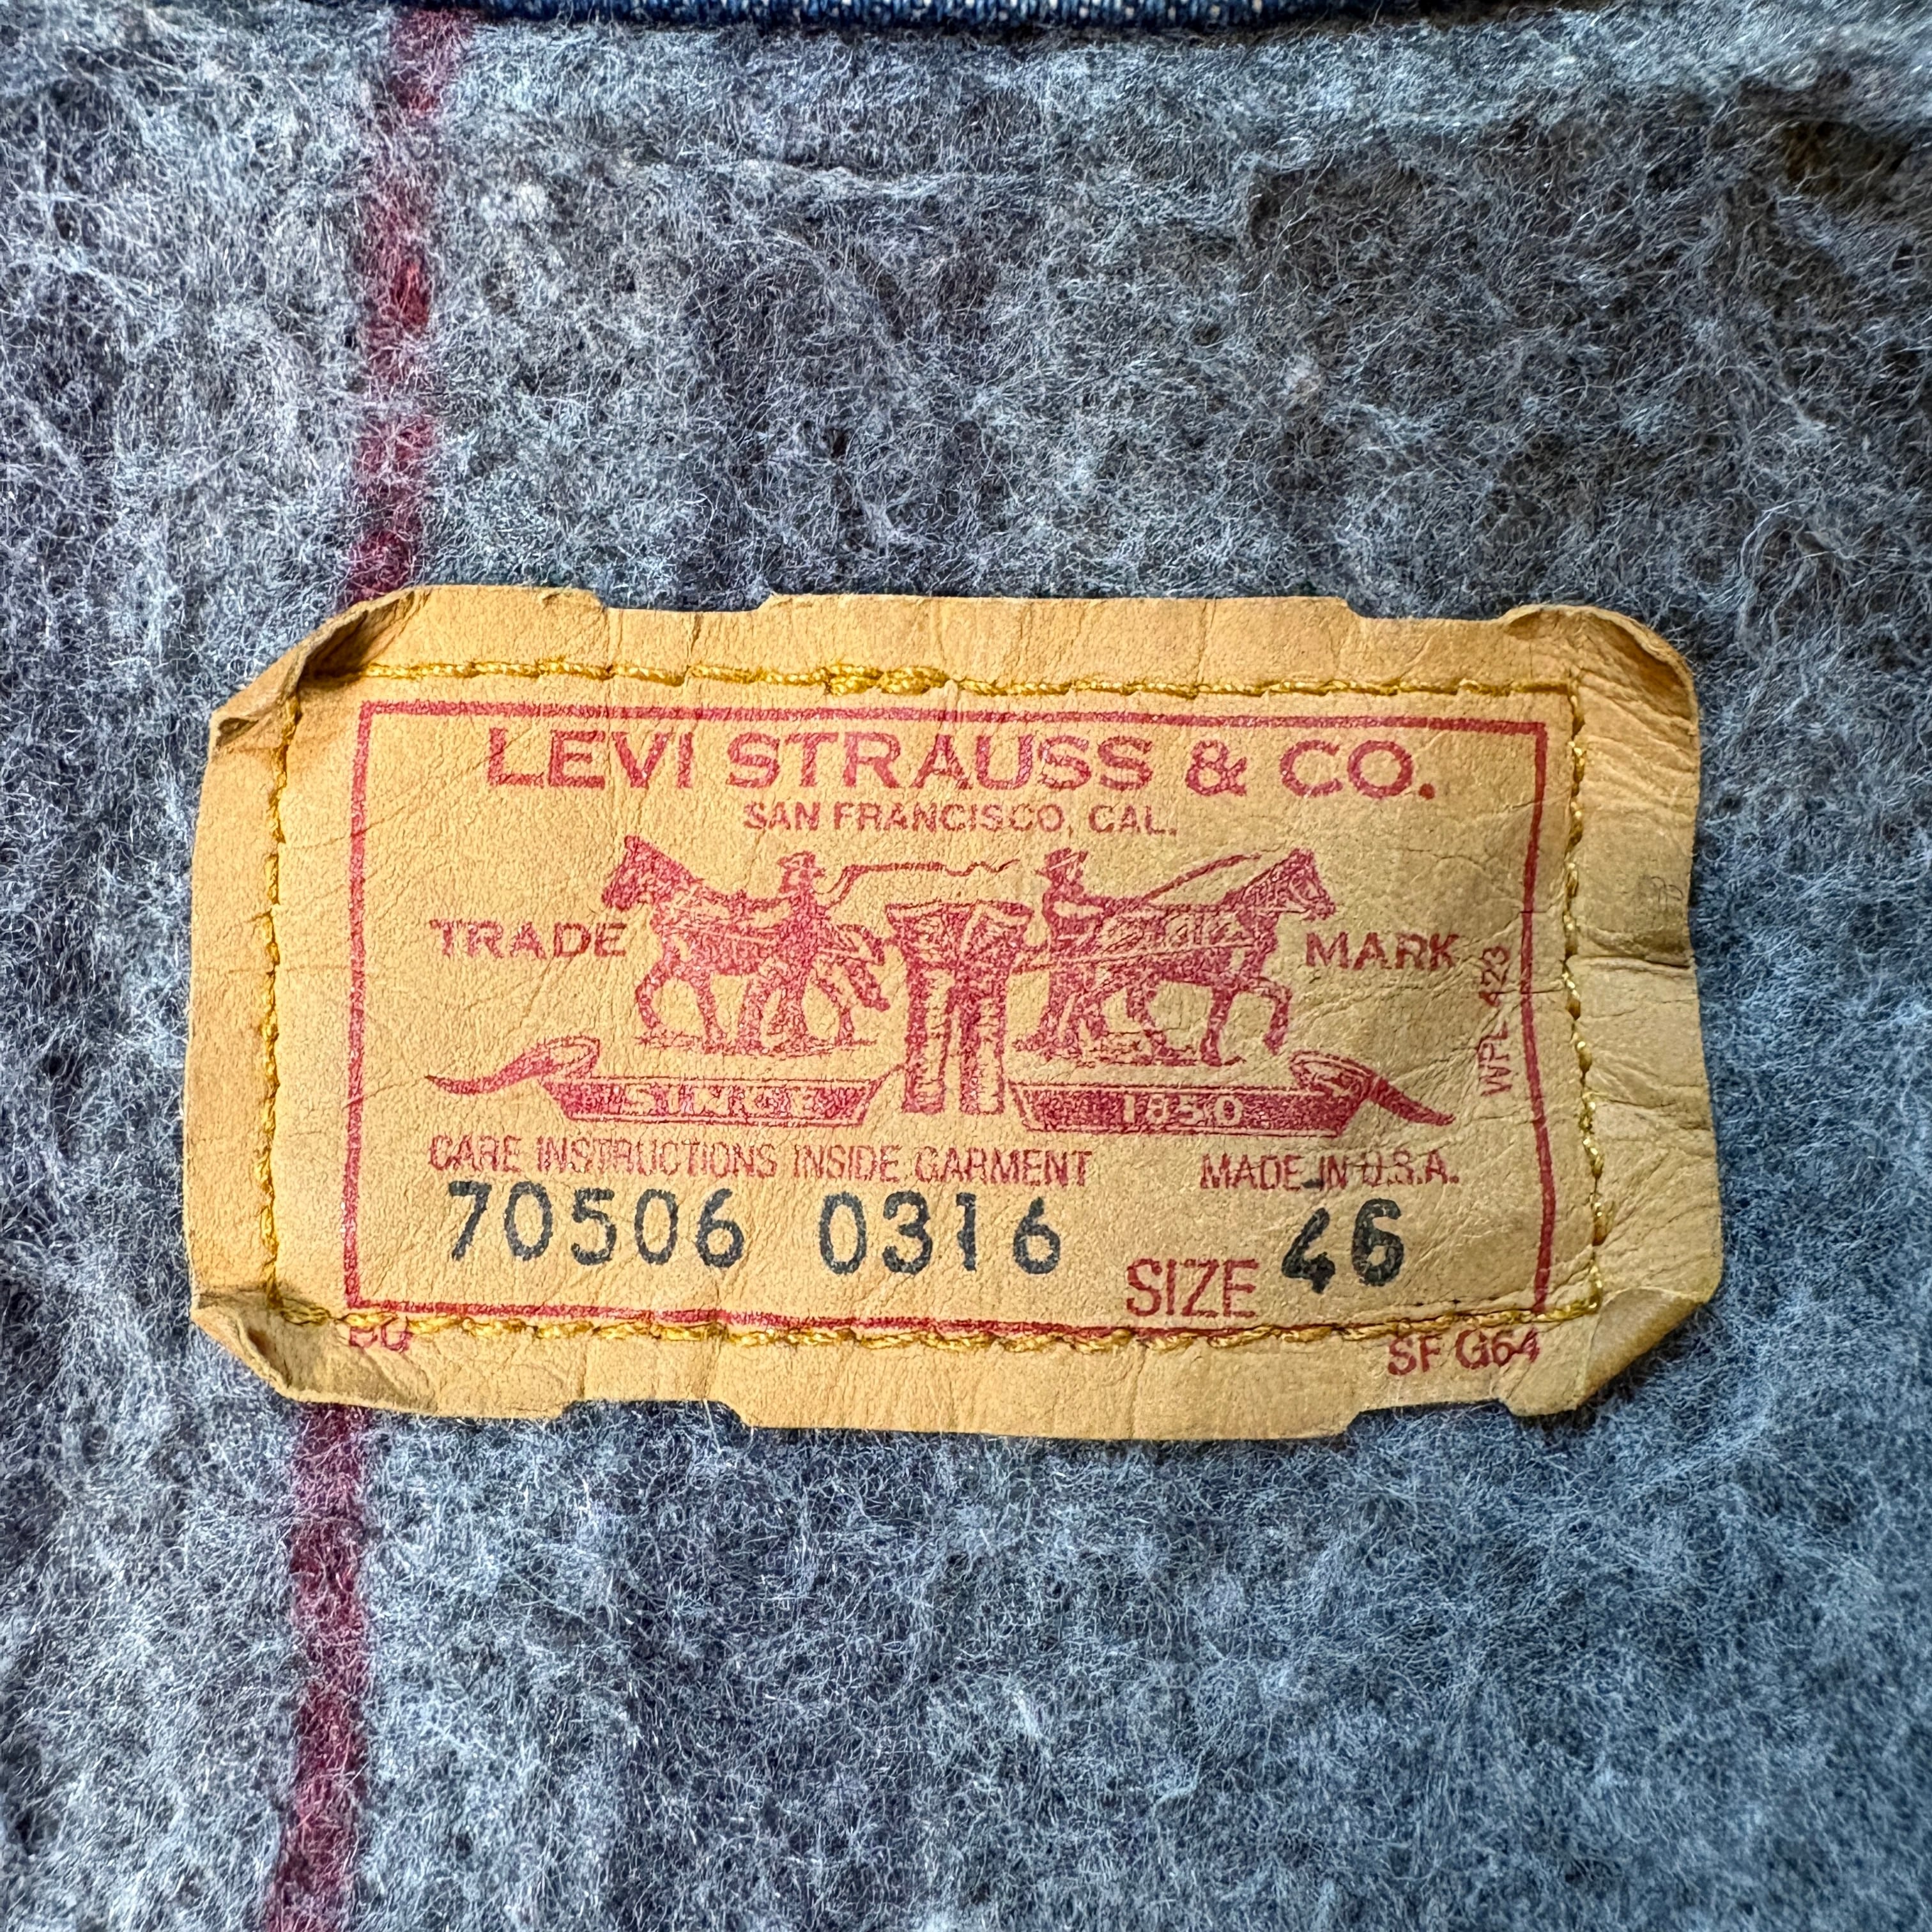 LEVI STRAUSS & CO.
SAN FRANCISCO, CAL.
TRADE MARK
WPL 423
SINCE 1850
CARE INSTRUCTIONS INSIDE GARMENT MADE IN U.S.A.
70506 0316
SIZE 46
SF G64